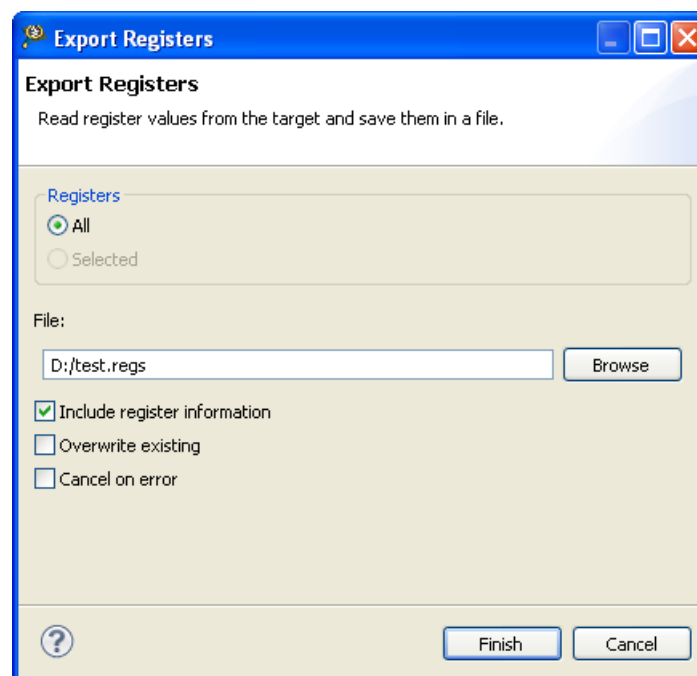 Export Registers
Export Registers
Read register values from the target and save them in a file.
Registers
All
Selected
File:
D:/test.regs
Browse
Include register information
Overwrite existing
Cancel on error
?
Finish
Cancel